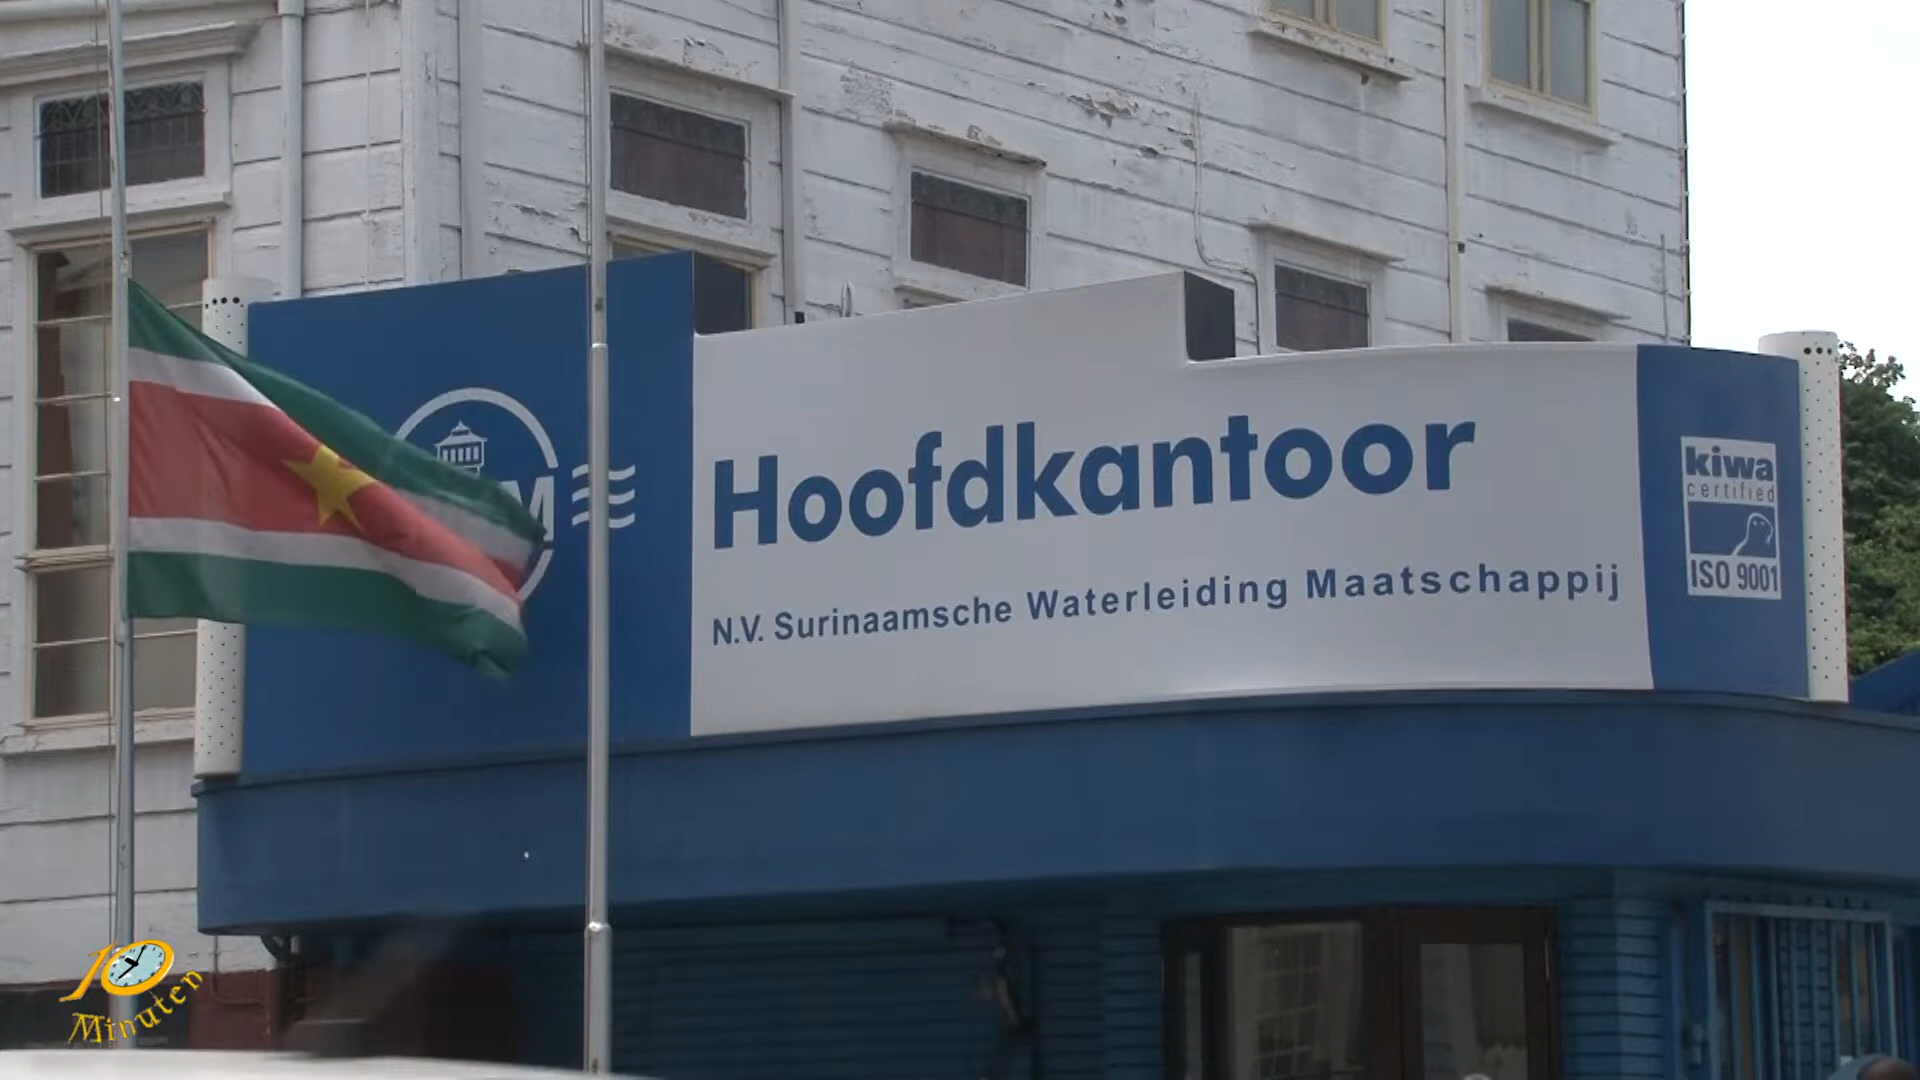 Hoofdkantoor
N.V. Surinaamsche Waterleiding Maatschappij
kiwa
certified
ISO 9001
10
Minuten